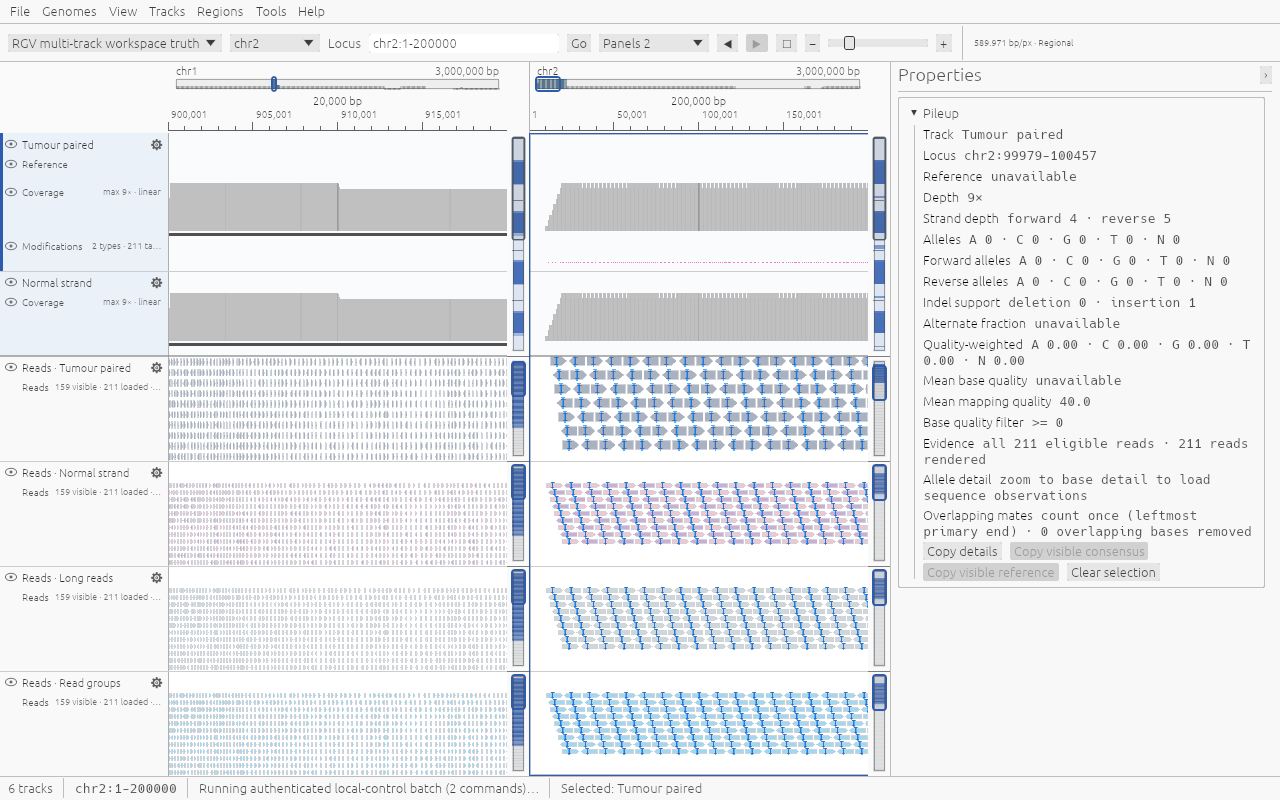 File Genomes View Tracks Regions Tools Help
RGV multi-track workspace truth chr2 Locus chr2:1-200000 Go Panels 2 589.971 bp/px · Regional
chr1 3,000,000 bp
20,000 bp
900,001 905,001 910,001 915,001
chr2 3,000,000 bp
200,000 bp
1 50,001 100,001 150,001
Tumour paired
Reference
Coverage max 9× · linear
Modifications 2 types · 211 ta…
Normal strand
Coverage max 9× · linear
Reads · Tumour paired
Reads 159 visible · 211 loaded ·…
Reads · Normal strand
Reads 159 visible · 211 loaded ·…
Reads · Long reads
Reads 159 visible · 211 loaded ·…
Reads · Read groups
Reads 159 visible · 211 loaded ·…
Properties
Pileup
Track Tumour paired
Locus chr2:99979–100457
Reference unavailable
Depth 9×
Strand depth forward 4 · reverse 5
Alleles A 0 · C 0 · G 0 · T 0 · N 0
Forward alleles A 0 · C 0 · G 0 · T 0 · N 0
Reverse alleles A 0 · C 0 · G 0 · T 0 · N 0
Indel support deletion 0 · insertion 1
Alternate fraction unavailable
Quality-weighted A 0.00 · C 0.00 · G 0.00 · T
0.00 · N 0.00
Mean base quality unavailable
Mean mapping quality 40.0
Base quality filter >= 0
Evidence all 211 eligible reads · 211 reads
rendered
Allele detail zoom to base detail to load
sequence observations
Overlapping mates count once (leftmost
primary end) · 0 overlapping bases removed
Copy details Copy visible consensus
Copy visible reference Clear selection
6 tracks chr2:1–200000 Running authenticated local-control batch (2 commands)… Selected: Tumour paired